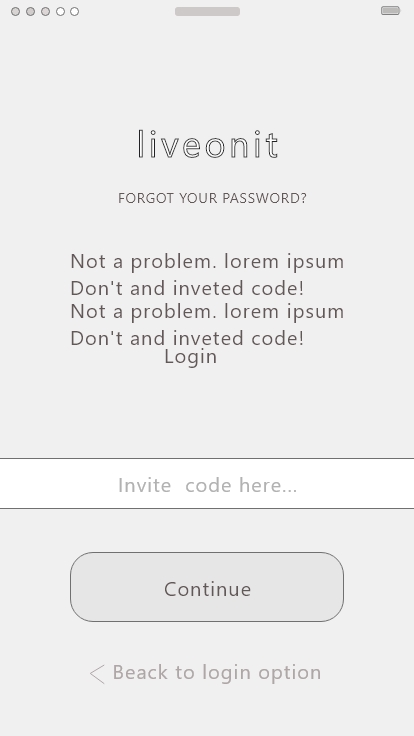 liveonit
FORGOT YOUR PASSWORD?
Not a problem. lorem ipsum
Don't and inveted code!
Not a problem. lorem ipsum
Don't and inveted code!
Login
Invite code here...
Continue
Beack to login option